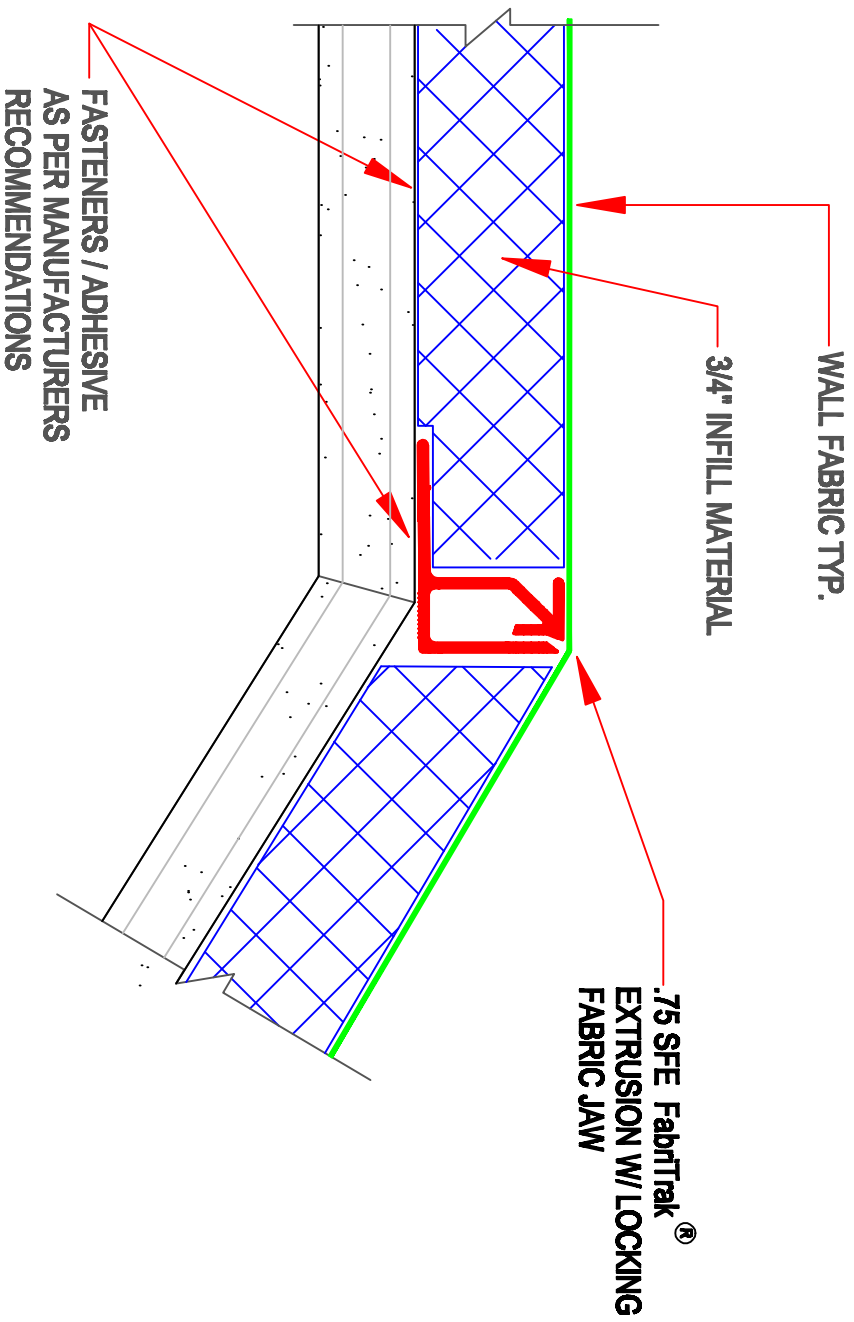 WALL FABRIC TYP.
3/4" INFILL MATERIAL
.75 SFE FabriTrak ®
EXTRUSION W/ LOCKING
FABRIC JAW
FASTENERS / ADHESIVE
AS PER MANUFACTURERS
RECOMMENDATIONS